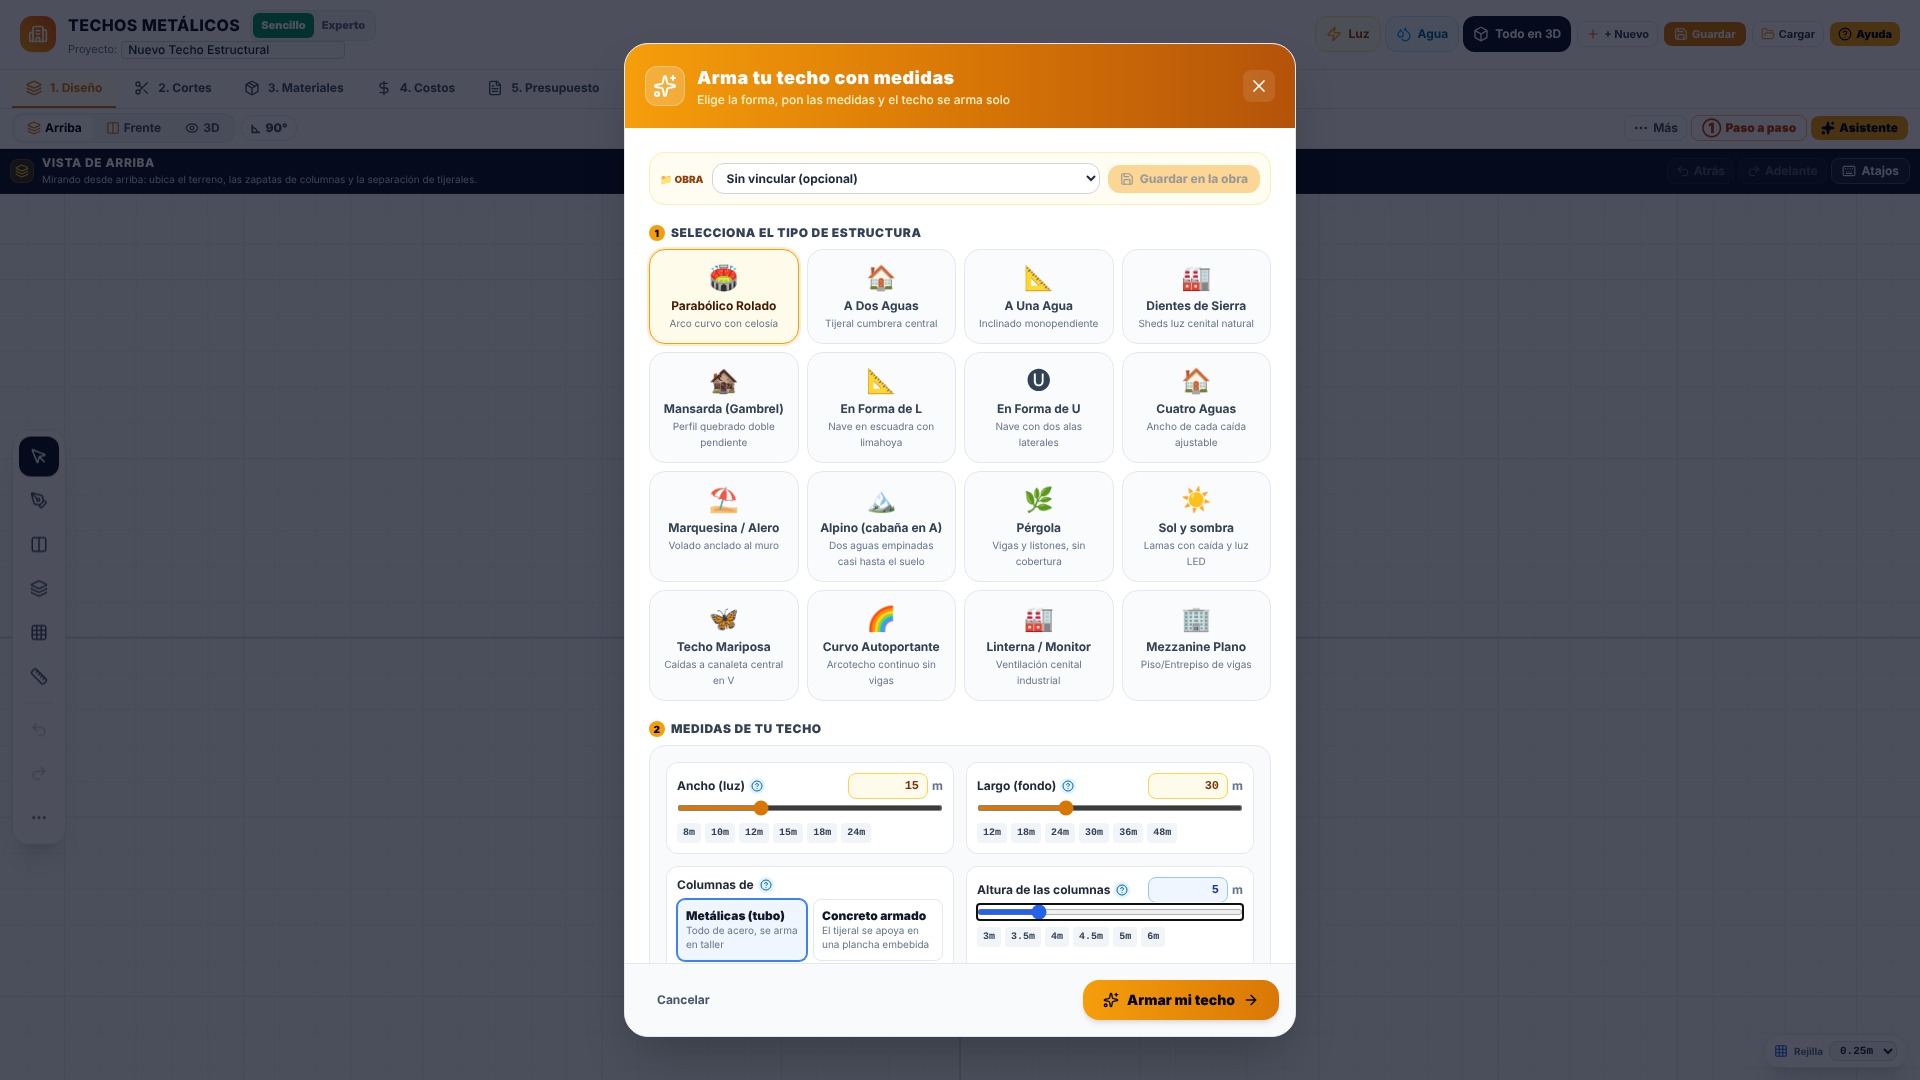 TECHOS METÁLICOS
Sencillo
Experto
Proyecto:
Nuevo Techo Estructural
Luz
Agua
Todo en 3D
+ Nuevo
Guardar
Cargar
Ayuda
1. Diseño
2. Cortes
3. Materiales
4. Costos
5. Presupuesto
Arriba
Frente
3D
90°
Más
1 Paso a paso
Asistente
VISTA DE ARRIBA
Mirando desde arriba: ubica el terreno, las zapatas de columnas y la separación de tijerales.
Atrás
Adelante
Atajos
Arma tu techo con medidas
Elige la forma, pon las medidas y el techo se arma solo
OBRA
Sin vincular (opcional)
Guardar en la obra
1 SELECCIONA EL TIPO DE ESTRUCTURA
Parabólico Rolado
Arco curvo con celosía
A Dos Aguas
Tijeral cumbrera central
A Una Agua
Inclinado monopendiente
Dientes de Sierra
Sheds luz cenital natural
Mansarda (Gambrel)
Perfil quebrado doble
pendiente
En Forma de L
Nave en escuadra con
limahoya
U
En Forma de U
Nave con dos alas
laterales
Cuatro Aguas
Ancho de cada caída
ajustable
Marquesina / Alero
Volado anclado al muro
Alpino (cabaña en A)
Dos aguas empinadas
casi hasta el suelo
Pérgola
Vigas y listones, sin
cobertura
Sol y sombra
Lamas con caída y luz
LED
Techo Mariposa
Caídas a canaleta central
en V
Curvo Autoportante
Arcotecho continuo sin
vigas
Linterna / Monitor
Ventilación cenital
industrial
Mezzanine Plano
Piso/Entrepiso de vigas
2 MEDIDAS DE TU TECHO
Ancho (luz) ? 15 m
8m 10m 12m 15m 18m 24m
Largo (fondo) ? 30 m
12m 18m 24m 30m 36m 48m
Columnas de ?
Metálicas (tubo)
Todo de acero, se arma
en taller
Concreto armado
El tijeral se apoya en
una plancha embebida
Altura de las columnas ? 5 m
3m 3.5m 4m 4.5m 5m 6m
Cancelar
Armar mi techo
Rejilla
0.25m